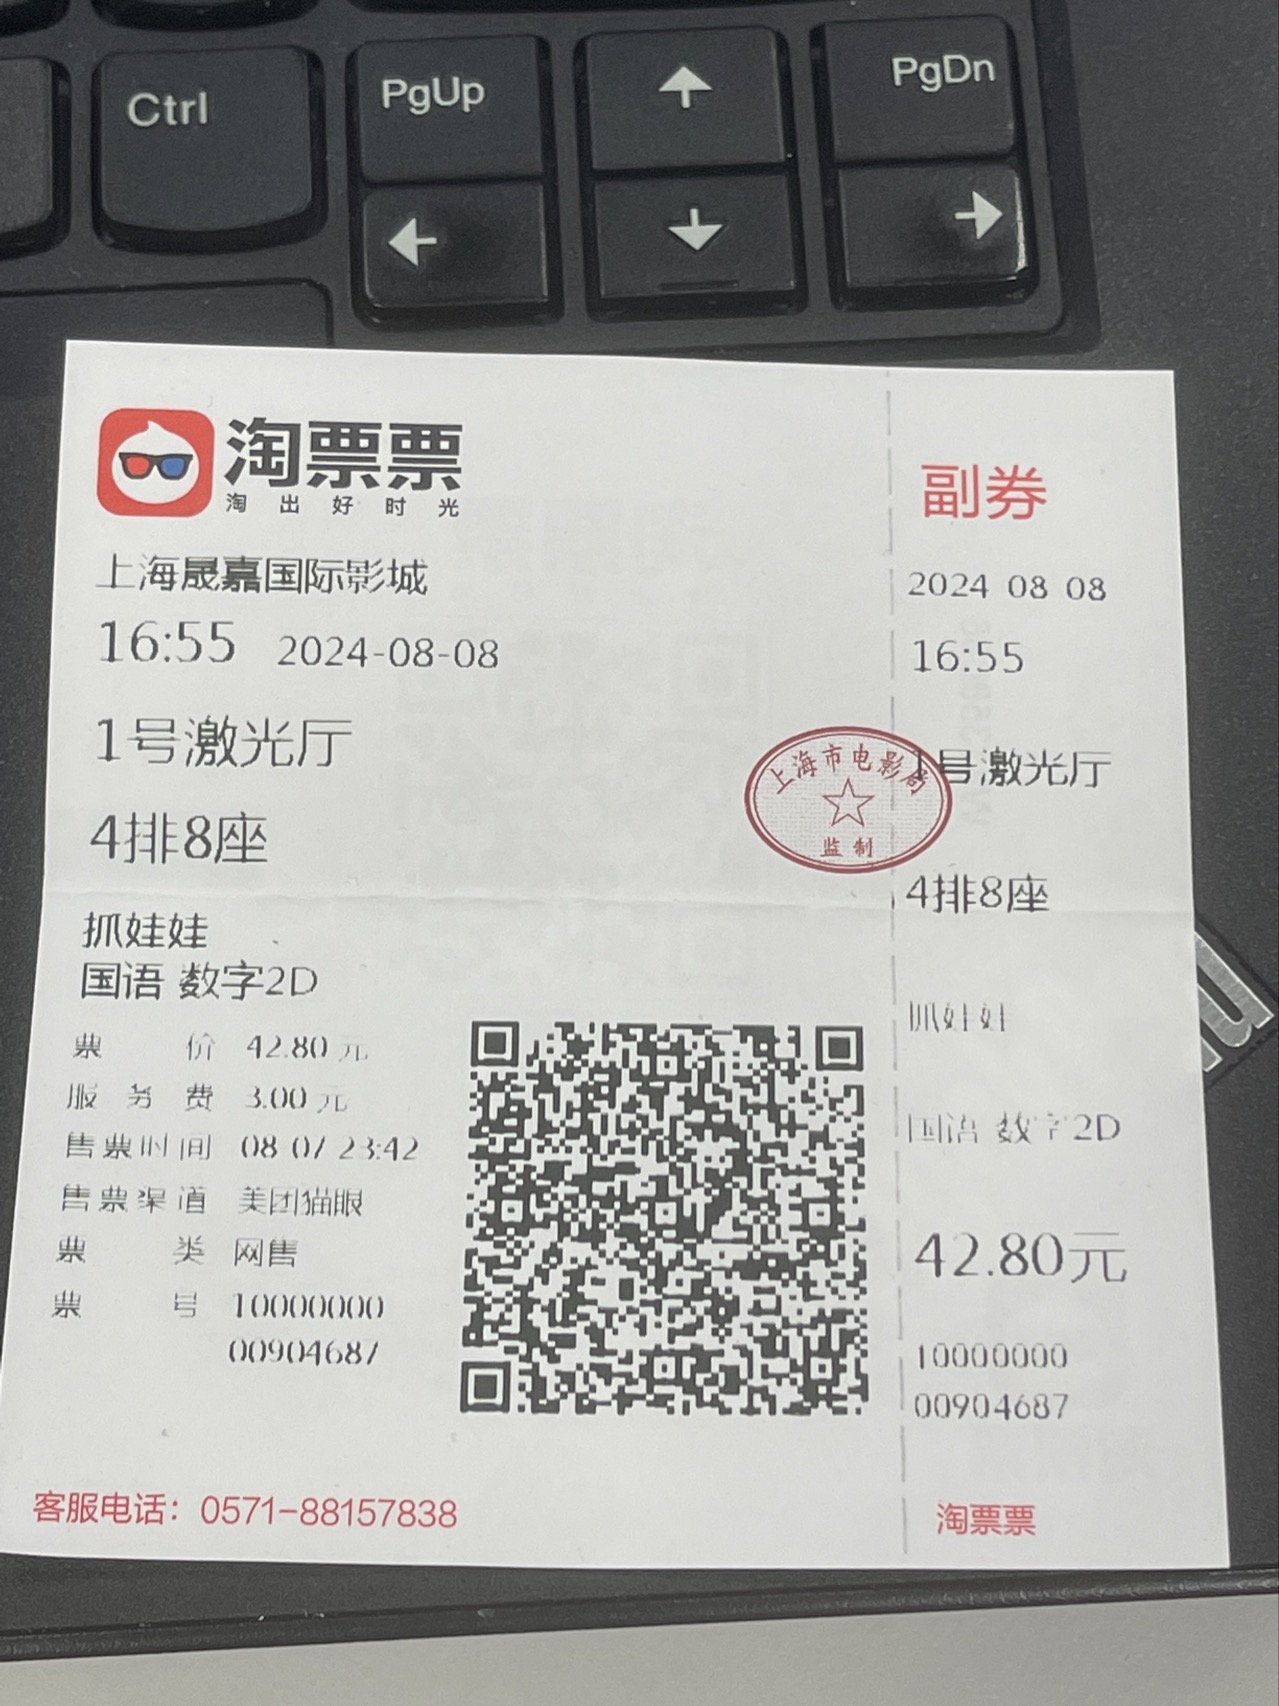 Ctrl
PgUp
PgDn
淘票票
淘出好时光
上海晟嘉国际影城
16:55 2024-08-08
1号激光厅
4排8座
抓娃娃
国语 数字2D
票价 42.80 元
服务费 3.00 元
售票时间 08-07 23:42
售票渠道 美团猫眼
票类 网售
票号 10000000
00904687
客服电话：0571-88157838
上海市电影局
监制
副券
2024 08 08
16:55
1号激光厅
4排8座
抓娃娃
国语 数字2D
42.80元
10000000
00904687
淘票票